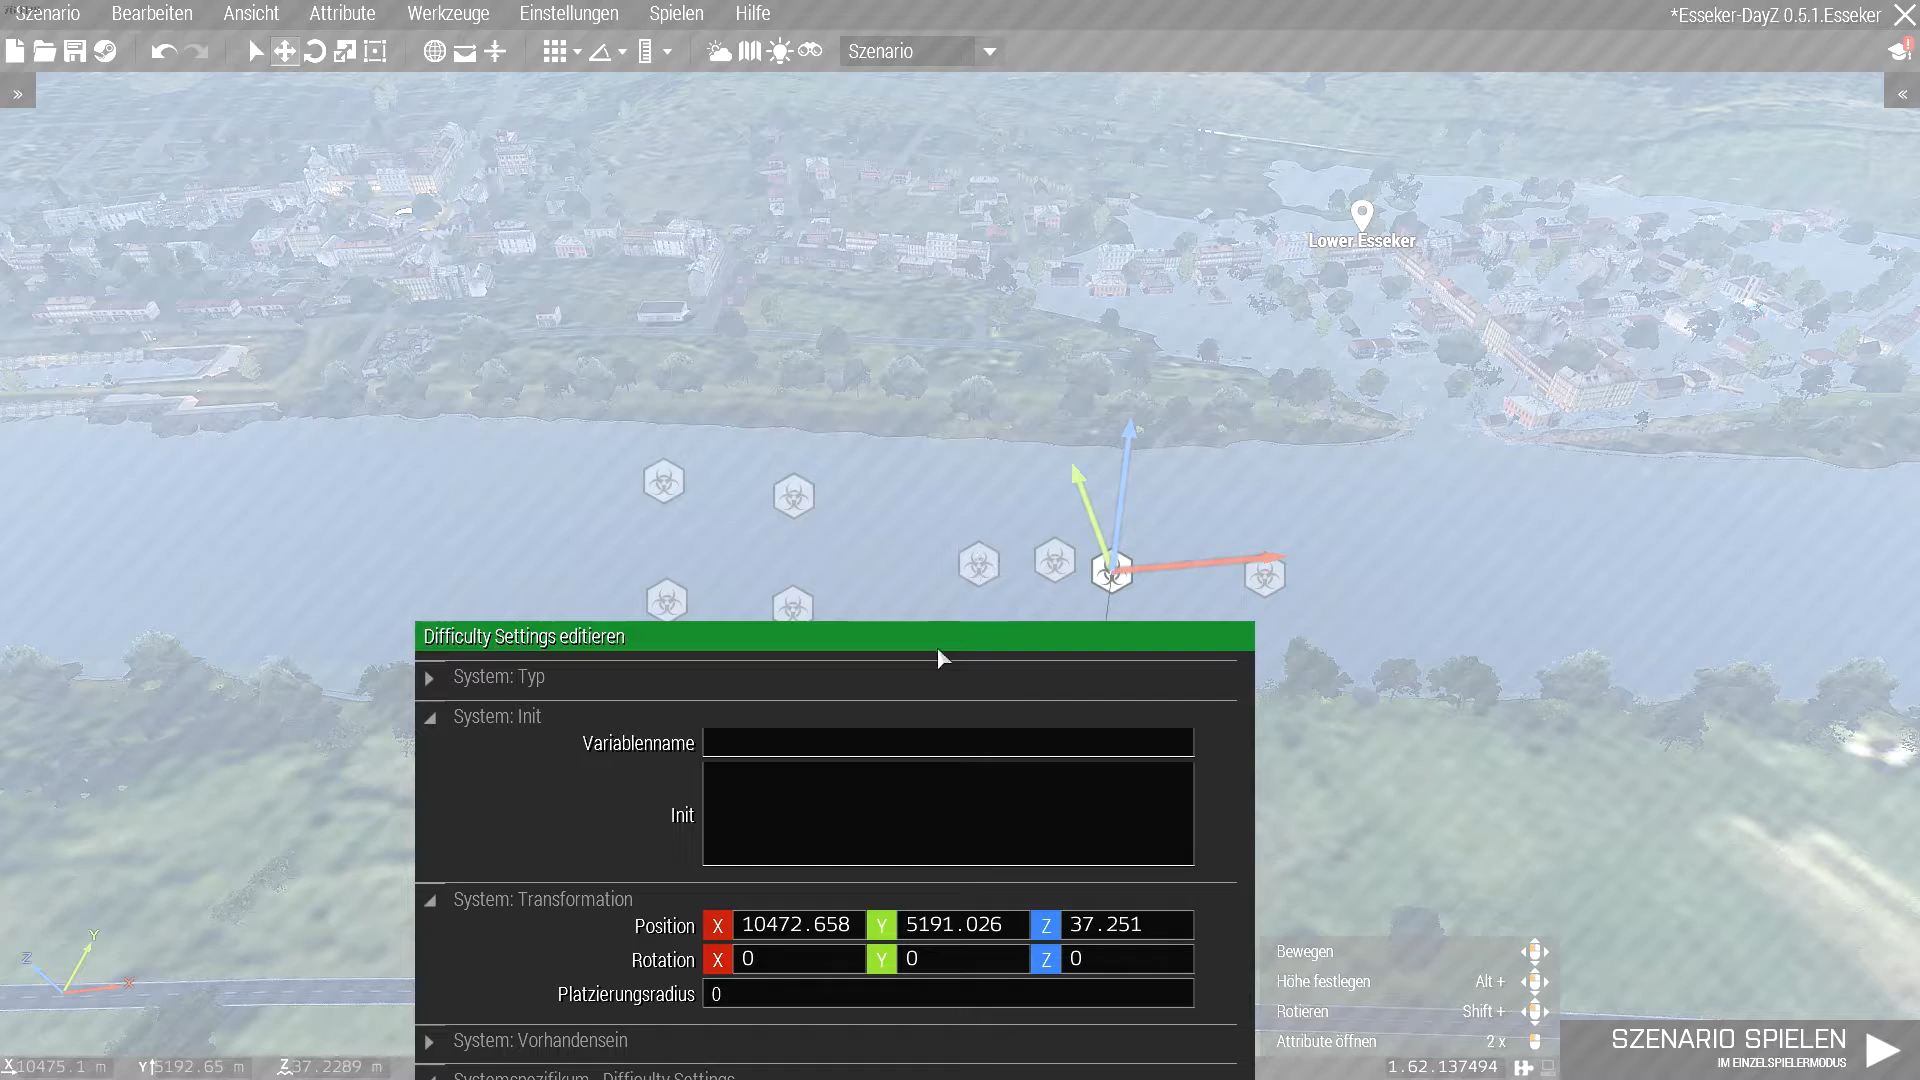 Szenario Bearbeiten Ansicht Attribute Werkzeuge Einstellungen Spielen Hilfe
*Esseker-DayZ 0.5.1.Esseker
Szenario
»
«
Lower Esseker
Difficulty Settings editieren
System: Typ
System: Init
Variablenname
Init
System: Transformation
Position X 10472.658 Y 5191.026 Z 37.251
Rotation X 0 Y 0 Z 0
Platzierungsradius 0
System: Vorhandensein
Systemspezifikum - Difficulty Settings
Z Y X
Bewegen
Höhe festlegen Alt +
Rotieren Shift +
Attribute öffnen 2 x
SZENARIO SPIELEN
IM EINZELSPIELERMODUS
X 10475.1 m Y 5192.65 m Z 37.2289 m
1.62.137494